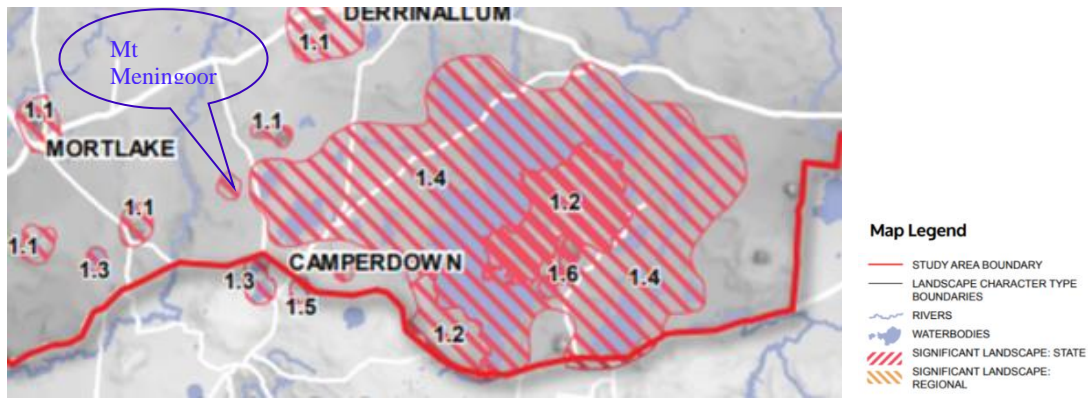 DERRINALLUM
1.1
Mt
Meningoor
1.1
1.1
MORTLAKE
1.4
1.2
1.1
1.1
1.3
CAMPERDOWN
1.3
1.6
1.4
1.5
1.2
Map Legend
STUDY AREA BOUNDARY
LANDSCAPE CHARACTER TYPE
BOUNDARIES
RIVERS
WATERBODIES
SIGNIFICANT LANDSCAPE: STATE
SIGNIFICANT LANDSCAPE:
REGIONAL